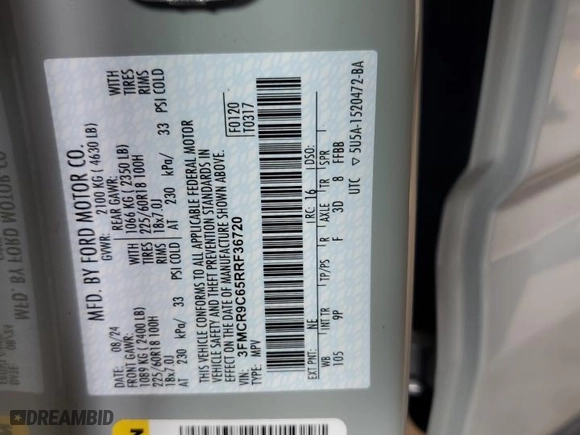 MFD. BY FORD MOTOR CO.
DATE: 08/24 GVWR: 2100 KG ( 4630 LB)
FRONT GAWR: REAR GAWR:
1089 KG ( 2400 LB) 1066 KG ( 2350 LB) WITH
225/60R18 100H 225/60R18 100H TIRES
18x7.0J 18x7.0J RIMS
AT 230 kPa/ 33 PSI COLD AT 230 kPa/ 33 PSI COLD
THIS VEHICLE CONFORMS TO ALL APPLICABLE FEDERAL MOTOR
VEHICLE SAFETY AND THEFT PREVENTION STANDARDS IN
EFFECT ON THE DATE OF MANUFACTURE SHOWN ABOVE.
VIN: 3FMCR9C65RRF36720 F0120
TYPE: MPV T0317
EXT PNT: NE RC: 16 DSO:
WB INT TR TP/PS R AXLE TR SPR
105 9P F 3D 8 FFBB
UTC ▽ 5U5A-1520472-BA
DREAMBID